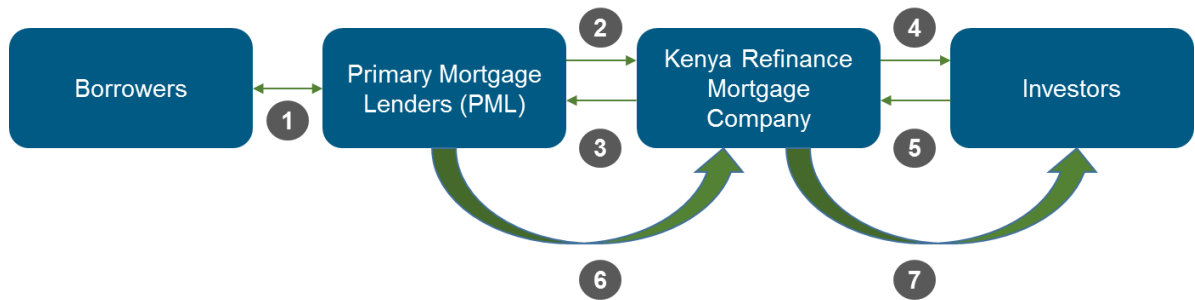 2
4
Borrowers
1
Primary Mortgage
Lenders (PML)
Kenya Refinance
Mortgage
Company
Investors
3
5
6
7